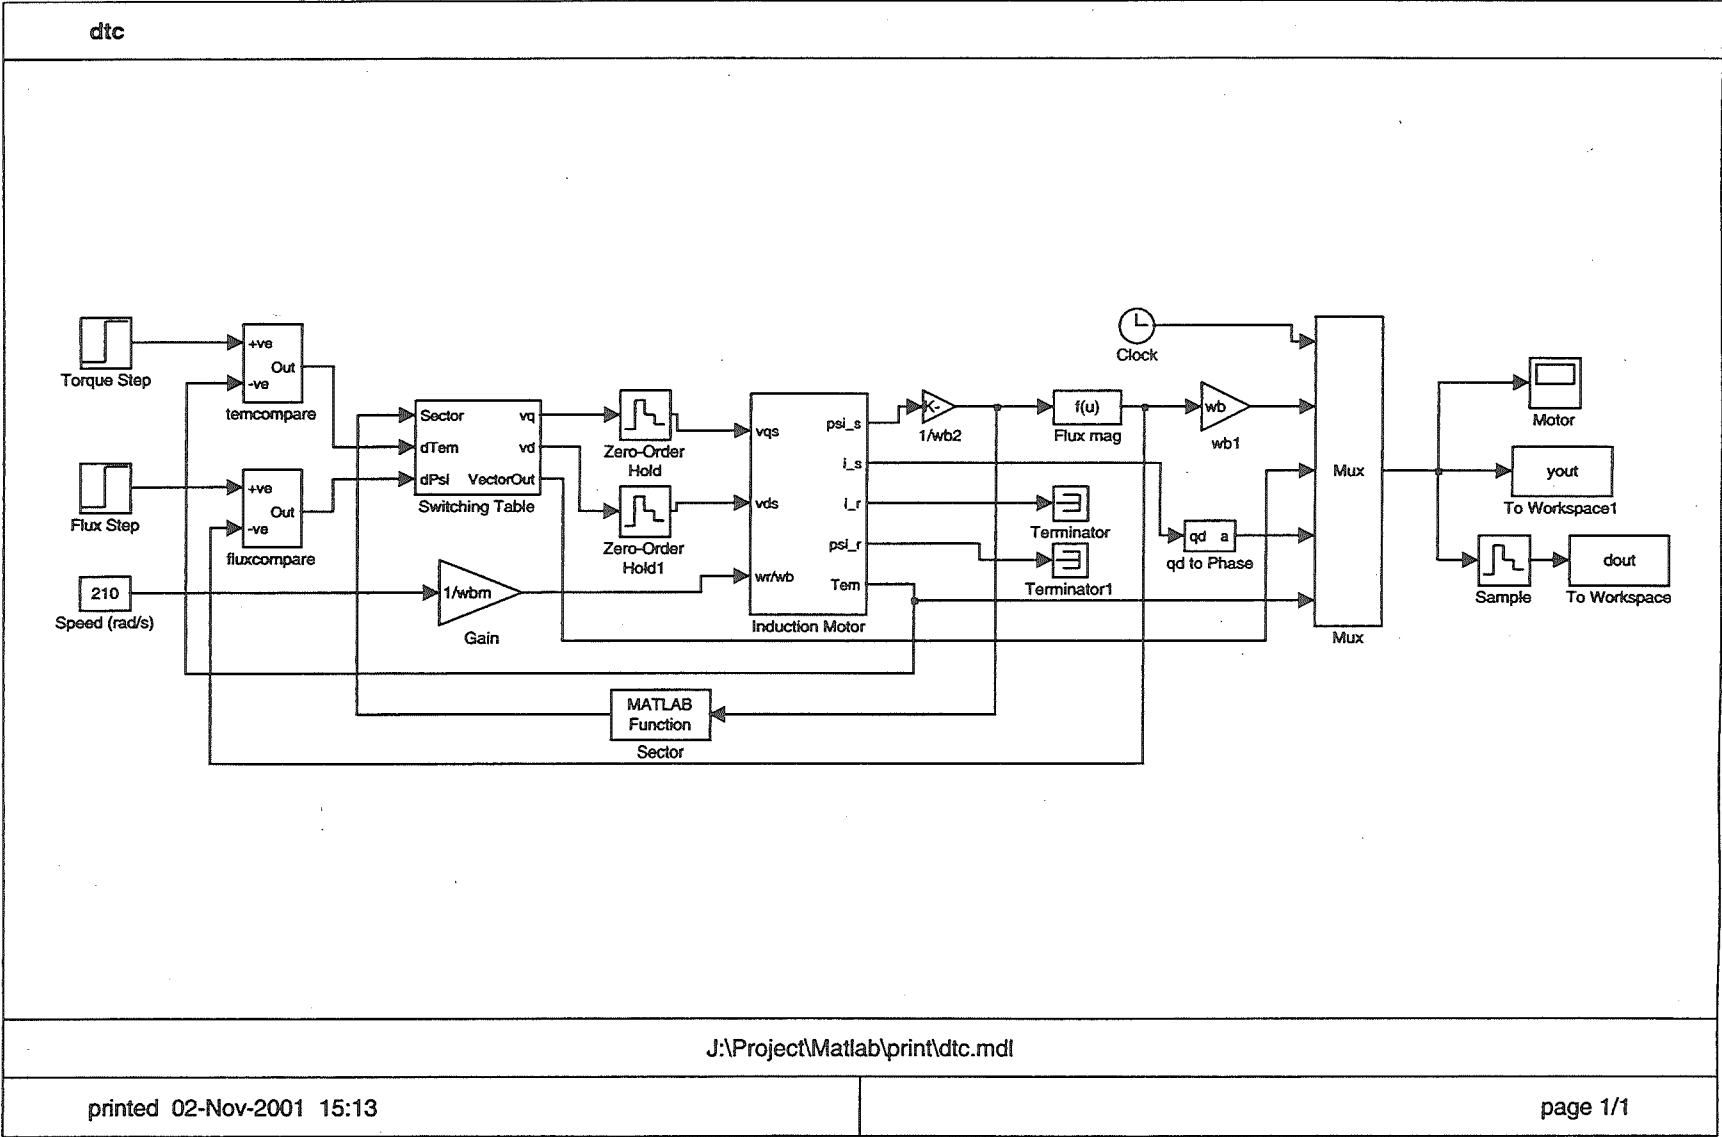 dtc
Torque Step
+ve
-ve
Out
temcompare
Flux Step
+ve
-ve
Out
fluxcompare
210
Speed (rad/s)
Sector
dTem
dPsi
vq
vd
VectorOut
Switching Table
1/wbm
Gain
Zero-Order
Hold
Zero-Order
Hold1
vqs
vds
wr/wb
psi_s
i_s
i_r
psi_r
Tem
Induction Motor
MATLAB
Function
Sector
K-
1/wb2
f(u)
Flux mag
wb
wb1
Terminator
Terminator1
qd a
qd to Phase
Clock
Mux
Mux
Motor
yout
To Workspace1
Sample
dout
To Workspace
J:\Project\Matlab\print\dtc.mdl
printed 02-Nov-2001 15:13
page 1/1